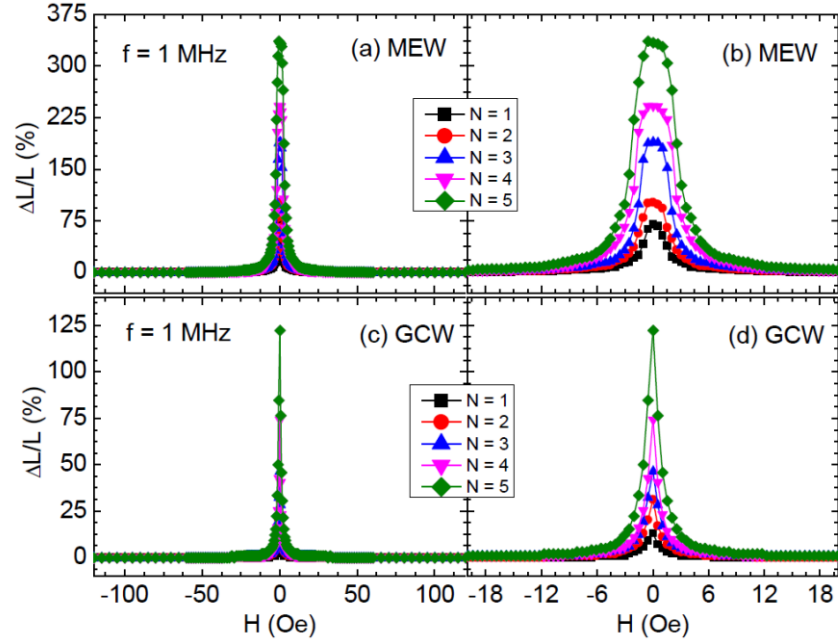 375
300
225
150
75
0
ΔL/L (%)
f = 1 MHz
(a) MEW
(b) MEW
N = 1
N = 2
N = 3
N = 4
N = 5
125
100
75
50
25
0
ΔL/L (%)
f = 1 MHz
(c) GCW
(d) GCW
N = 1
N = 2
N = 3
N = 4
N = 5
-100 -50 0 50 100
-18 -12 -6 0 6 12 18
H (Oe)
H (Oe)